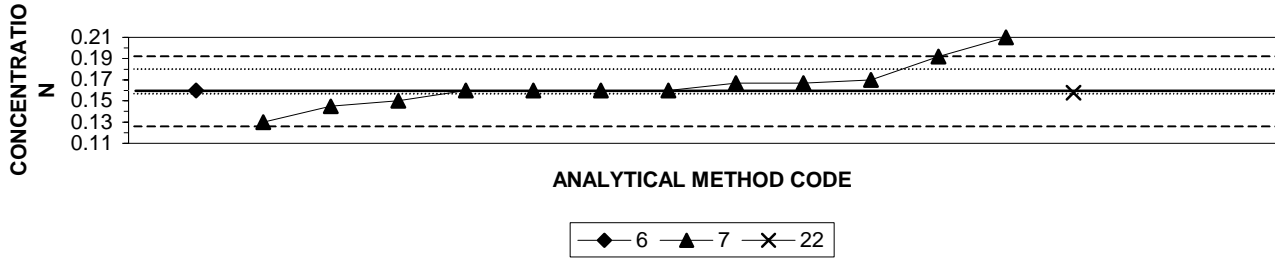 CONCENTRATIO
N
0.21
0.19
0.17
0.15
0.13
0.11
ANALYTICAL METHOD CODE
6 7 22